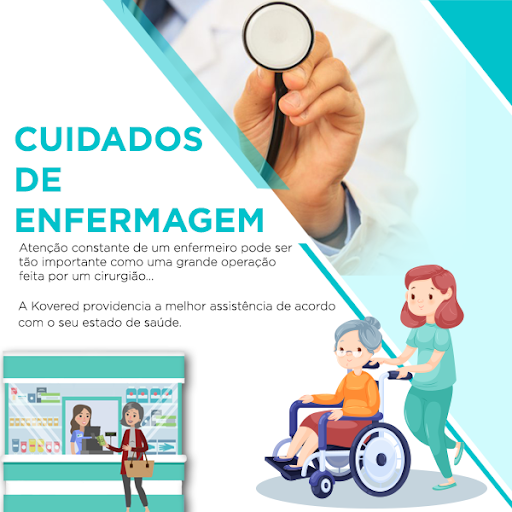 CUIDADOS
DE
ENFERMAGEM
Atenção constante de um enfermeiro pode ser
tão importante como uma grande operação
feita por um cirurgião...
A Kovered providencia a melhor assistência de acordo
com o seu estado de saúde.